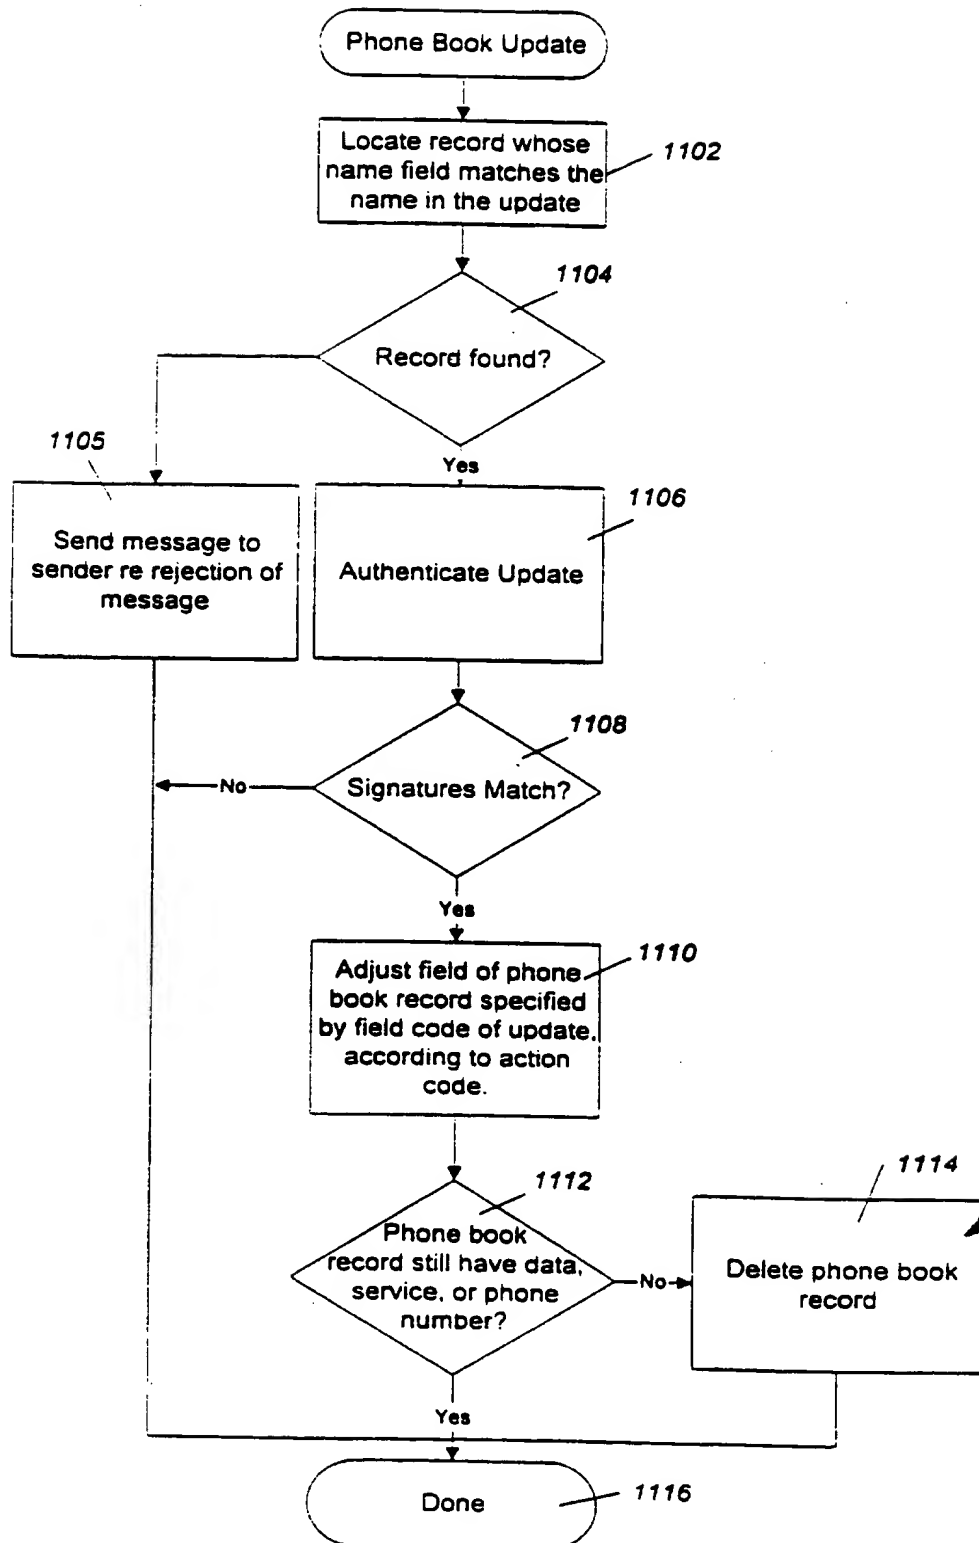 Phone Book Update
Locate record whose
name field matches the
name in the update
1102
1104
Record found?
1105
Yes
1106
Send message to
sender re rejection of
message
Authenticate Update
1108
Signatures Match?
No
Yes
Adjust field of phone
book record specified
by field code of update,
according to action
code.
1110
1112
1114
Phone book
record still have data,
service, or phone
number?
No
Delete phone book
record
Yes
Done
1116